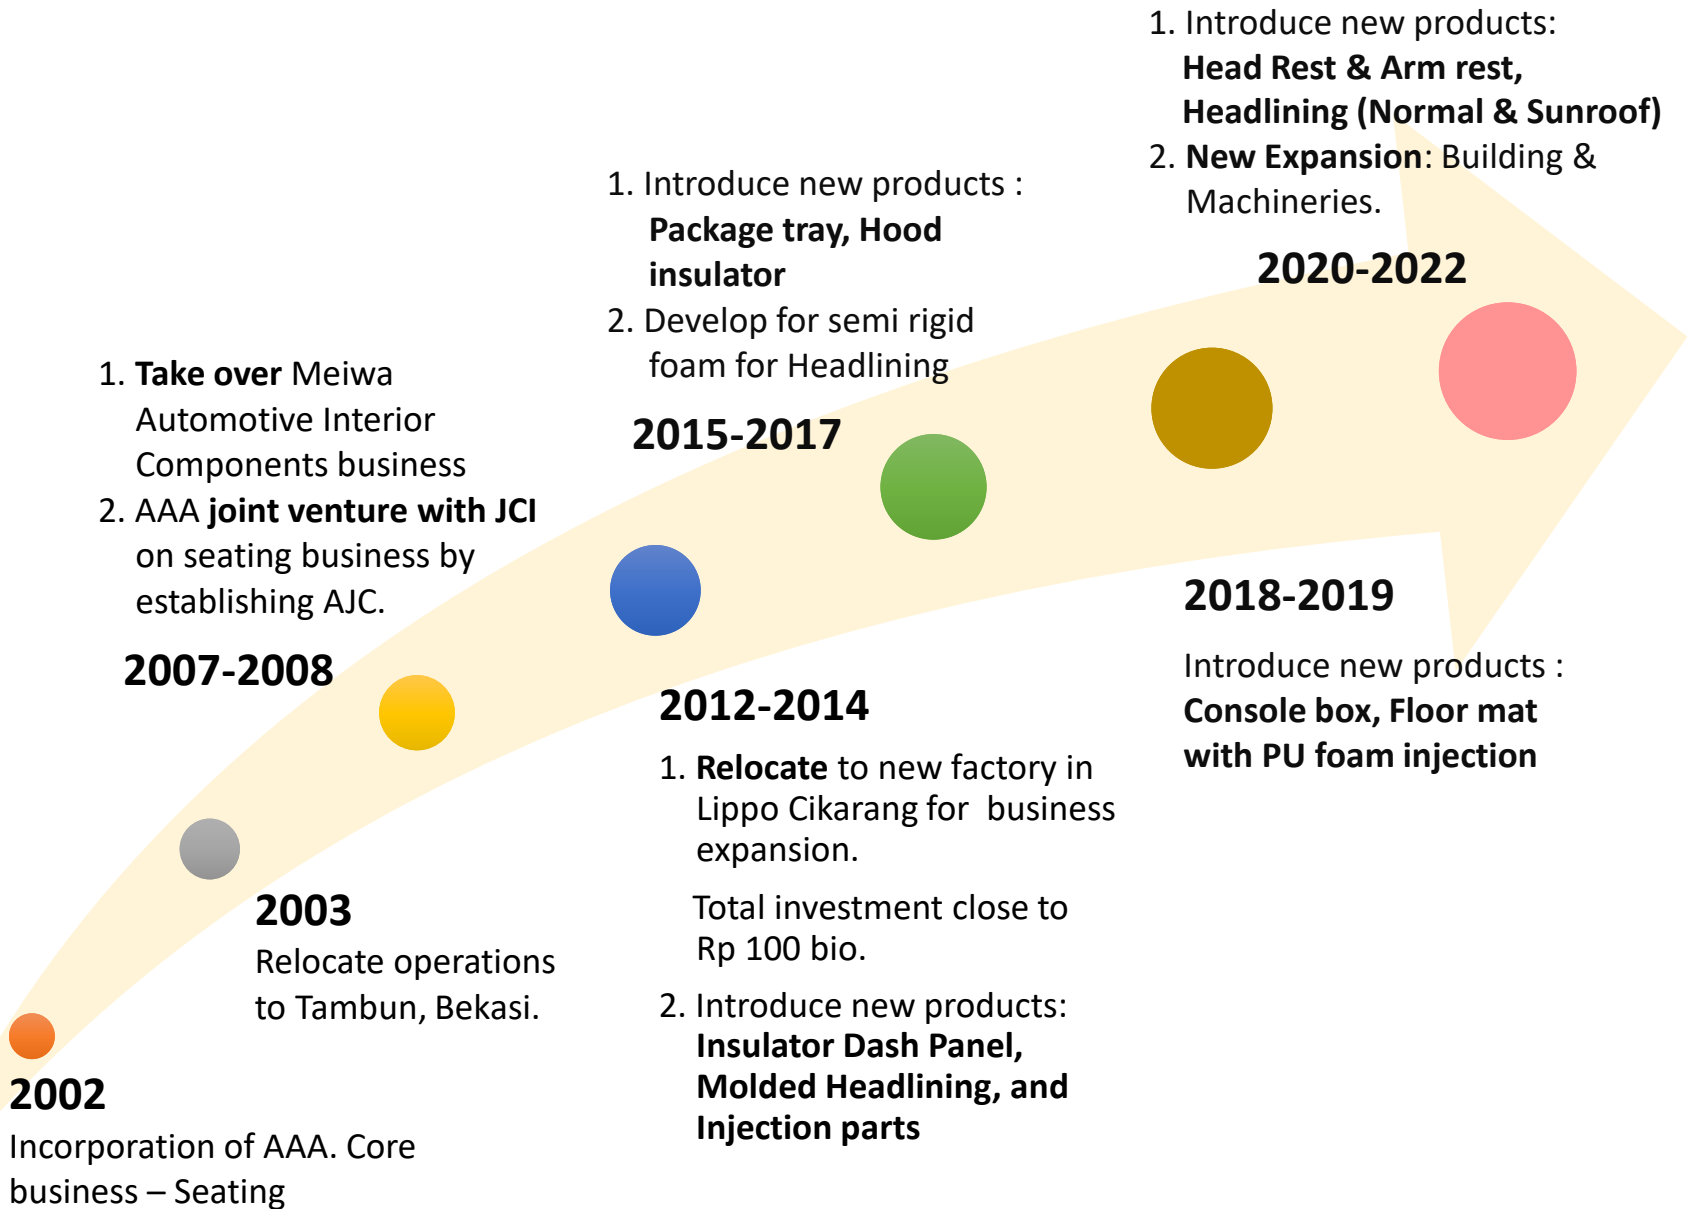 2002
Incorporation of AAA. Core
business – Seating
2003
Relocate operations
to Tambun, Bekasi.
1. Take over Meiwa
Automotive Interior
Components business
2. AAA joint venture with JCI
on seating business by
establishing AJC.
2007-2008
2012-2014
1. Relocate to new factory in
Lippo Cikarang for business
expansion.
Total investment close to
Rp 100 bio.
2. Introduce new products:
Insulator Dash Panel,
Molded Headlining, and
Injection parts
1. Introduce new products :
Package tray, Hood
insulator
2. Develop for semi rigid
foam for Headlining
2015-2017
2018-2019
Introduce new products :
Console box, Floor mat
with PU foam injection
1. Introduce new products:
Head Rest & Arm rest,
Headlining (Normal & Sunroof)
2. New Expansion: Building &
Machineries.
2020-2022